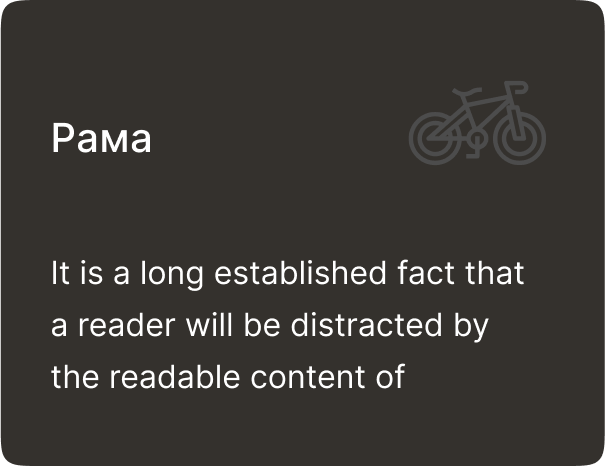 Рама
It is a long established fact that
a reader will be distracted by
the readable content of